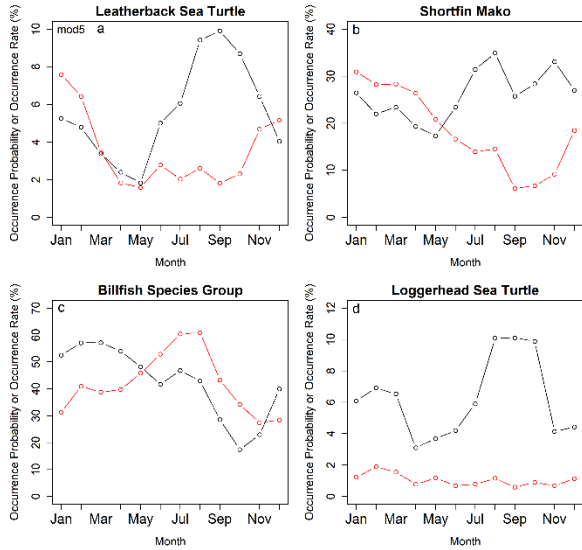 Leatherback Sea Turtle
mod5 a
Occurrence Probability or Occurrence Rate (%)
10
8
6
4
2
0
Jan Mar May Jul Sep Nov
Month
Shortfin Mako
b
Occurrence Probability or Occurrence Rate (%)
40
30
20
10
0
Jan Mar May Jul Sep Nov
Month
Billfish Species Group
c
Occurrence Probability or Occurrence Rate (%)
70
60
50
40
30
20
10
0
Jan Mar May Jul Sep Nov
Month
Loggerhead Sea Turtle
d
Occurrence Probability or Occurrence Rate (%)
12
10
8
6
4
2
0
Jan Mar May Jul Sep Nov
Month